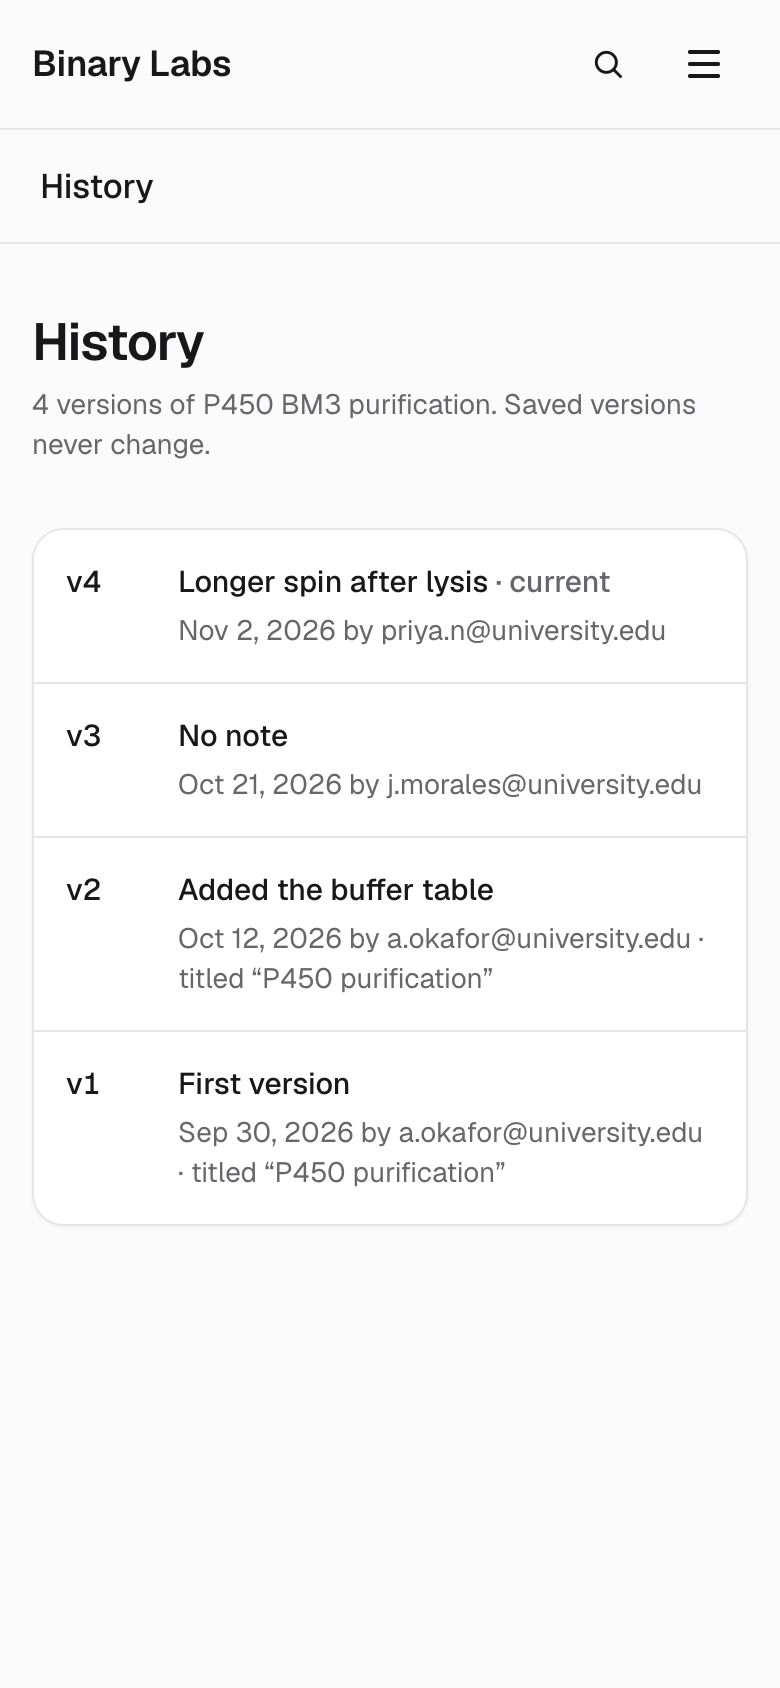 Binary Labs
History
History
4 versions of P450 BM3 purification. Saved versions
never change.
v4
Longer spin after lysis · current
Nov 2, 2026 by priya.n@university.edu
v3
No note
Oct 21, 2026 by j.morales@university.edu
v2
Added the buffer table
Oct 12, 2026 by a.okafor@university.edu ·
titled “P450 purification”
v1
First version
Sep 30, 2026 by a.okafor@university.edu
· titled “P450 purification”